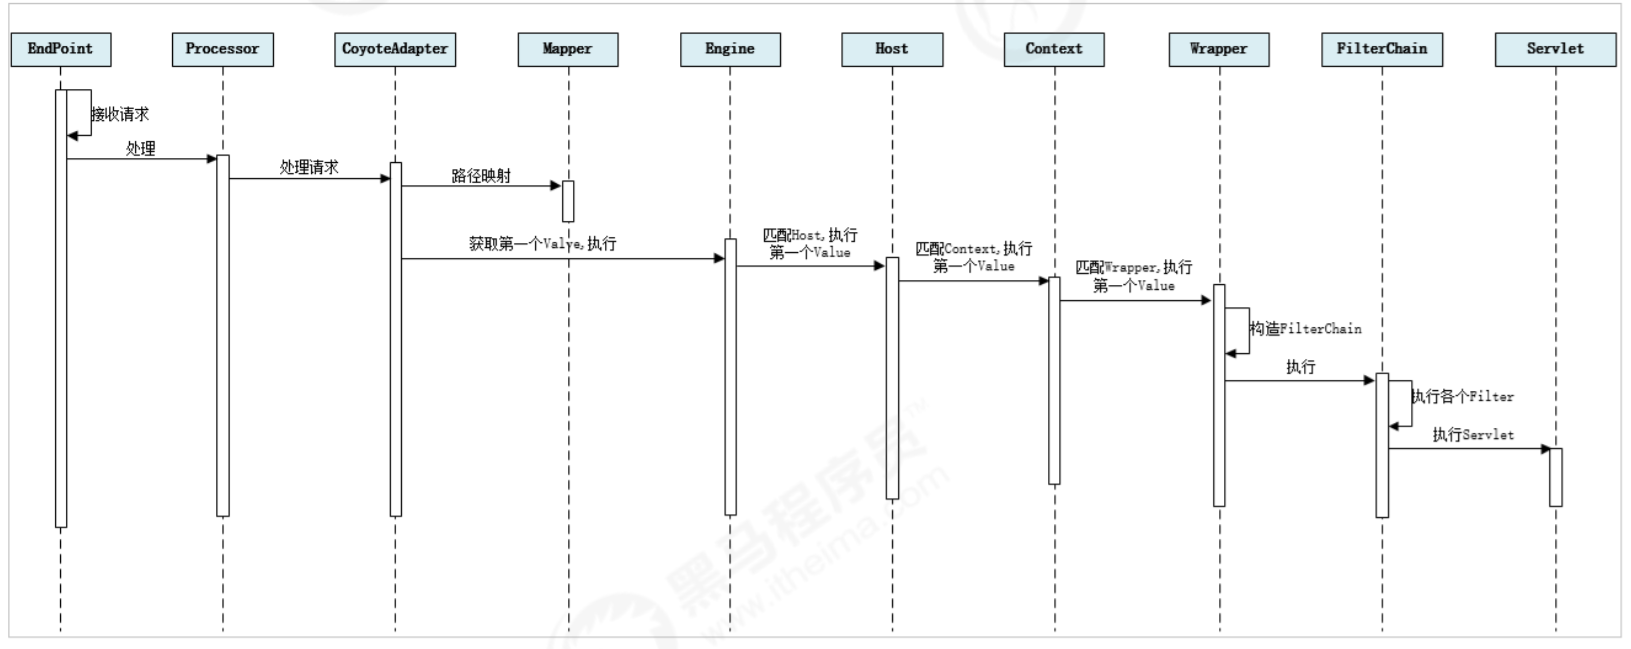 EndPoint
Processor
CoyoteAdapter
Mapper
Engine
Host
Context
Wrapper
FilterChain
Servlet
接收请求
处理
处理请求
路径映射
获取第一个Valve,执行
匹配Host,执行
第一个Value
匹配Context,执行
第一个Value
匹配Wrapper,执行
第一个Value
构造FilterChain
执行
执行各个Filter
执行Servlet
黑马程序员
www.itheima.com